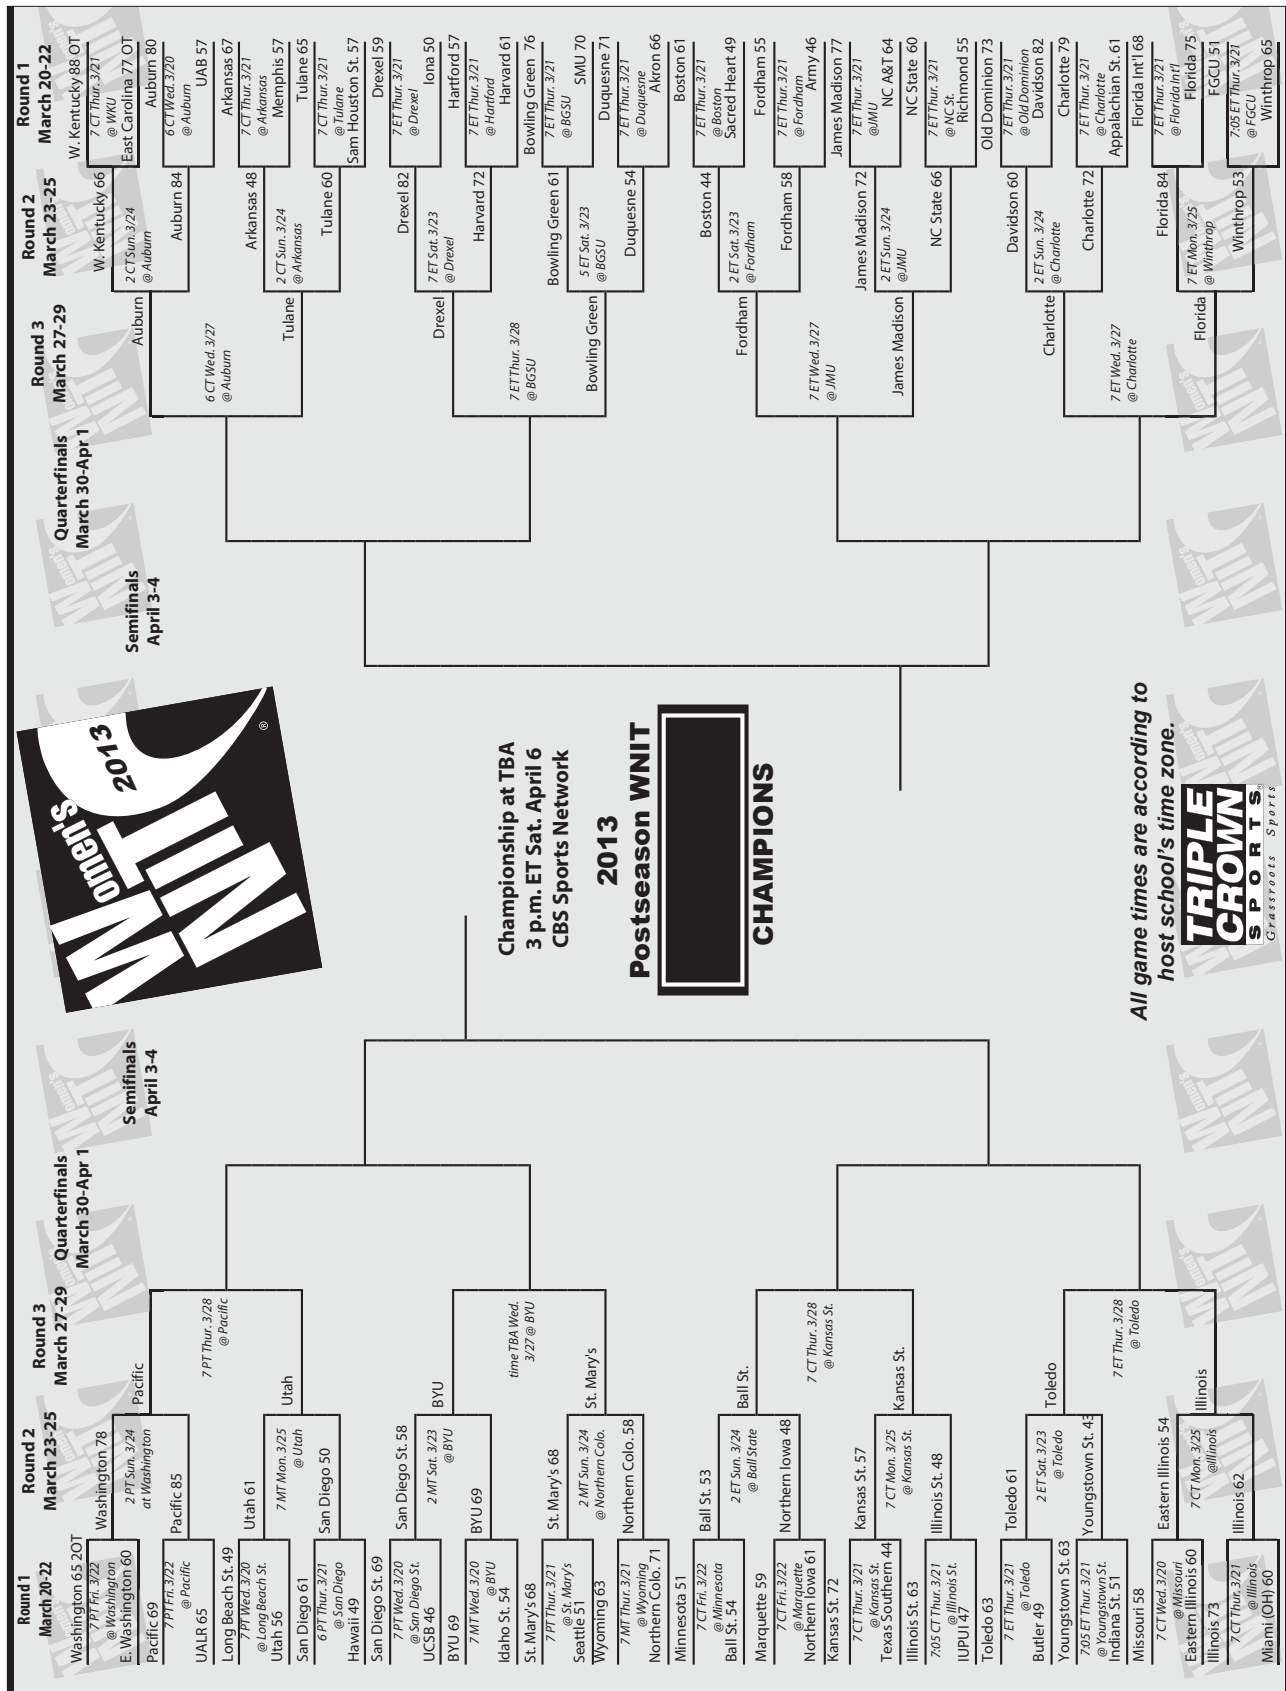 Round1
March 20-22
Round 2
March 23-25
Round 3
March 27-29
Quarterfinals
March 30-Apr 1
Semifinals
April 3-4
Semifinals
April 3-4
Quarterfinals
March 30-Apr 1
Round 3
March 27-29
Round 2
March 23-25
Round 1
March 20-22
Washington 65 2OT
7 PT Fri. 3/22
@ Washington
E. Washington 60
Pacific 69
7 PT Fri. 3/22
@ Pacific
UALR 65
Long Beach St. 49
7 PT Wed. 3/20
@ Long Beach St.
Utah 56
San Diego 61
6 PT Thur. 3/21
@ San Diego
Hawaii 49
San Diego St. 69
7 PT Wed. 3/20
@ San Diego St.
UCSB 46
BYU 69
7 MT Wed. 3/20
@ BYU
Idaho St. 54
St. Mary's 68
7 PT Thur. 3/21
@ St. Mary's
Seattle 51
Wyoming 63
7 MT Thur. 3/21
@ Wyoming
Northern Colo. 71
Minnesota 51
7 CT Fri. 3/22
@ Minnesota
Ball St. 54
Marquette 59
7 CT Fri. 3/22
@ Marquette
Northern Iowa 61
Kansas St. 72
7 CT Thur. 3/21
@ Kansas St.
Texas Southern 44
Illinois St. 63
7:05 CT Thur. 3/21
@ Illinois St.
IUPUI 47
Toledo 63
7 ET Thur. 3/21
@ Toledo
Butler 49
Youngstown St. 63
7:05 ET Thur. 3/21
@ Youngstown St.
Indiana St. 51
Missouri 58
7 CT Wed. 3/20
@ Missouri
Eastern Illinois 60
Illinois 73
7 CT Thur. 3/21
@ Illinois
Miami (OH) 60
Washington 78
2 PT Sun. 3/24
at Washington
Pacific 85
Utah 61
7 MT Mon. 3/25
@ Utah
San Diego 50
San Diego St. 58
2 MT Sat. 3/23
@ BYU
BYU 69
St. Mary's 68
2 MT Sun. 3/24
@ Northern Colo.
Northern Colo. 58
Ball St. 53
2 ET Sun. 3/24
@ Ball State
Northern Iowa 48
Kansas St. 57
7 CT Mon. 3/25
@ Kansas St.
Illinois St. 48
Toledo 61
2 ET Sat. 3/23
@ Toledo
Youngstown St. 43
Eastern Illinois 54
7 CT Mon. 3/25
@Illinois
Illinois 62
Pacific
7 PT Thur. 3/28
@ Pacific
Utah
BYU
time TBA Wed.
3/27 @ BYU
St. Mary's
Ball St.
7 CT Thur. 3/28
@ Kansas St.
Kansas St.
Toledo
7 ET Thur. 3/28
@ Toledo
Illinois
Women's
NIT
2013
®
Championship at TBA
3 p.m. ET Sat. April 6
CBS Sports Network
2013
Postseason WNIT
CHAMPIONS
All game times are according to
host school's time zone.
TRIPLE
CROWN
SPORTS
Grassroots Sports
Auburn
6 CT Wed. 3/27
@ Auburn
Tulane
Drexel
7 ET Thur. 3/28
@ BGSU
Bowling Green
Fordham
7 ET Wed. 3/27
@ JMU
James Madison
Charlotte
7 ET Wed. 3/27
@ Charlotte
Florida
W. Kentucky 66
2 CT Sun. 3/24
@ Auburn
Auburn 84
Arkansas 48
2 CT Sun. 3/24
@ Arkansas
Tulane 60
Drexel 82
7 ET Sat. 3/23
@ Drexel
Harvard 72
Bowling Green 61
5 ET Sat. 3/23
@ BGSU
Duquesne 54
Boston 44
2 ET Sat. 3/23
@ Fordham
Fordham 58
James Madison 72
2 ET Sun. 3/24
@ JMU
NC State 66
Davidson 60
2 ET Sun. 3/24
@ Charlotte
Charlotte 72
Florida 84
7 ET Mon. 3/25
@ Winthrop
Winthrop 53
W. Kentucky 88 OT
7 CT Thur. 3/21
@ WKU
East Carolina 77 OT
Auburn 80
6 CT Wed. 3/20
@ Auburn
UAB 57
Arkansas 67
7 CT Thur. 3/21
@ Arkansas
Memphis 57
Tulane 65
7 CT Thur. 3/21
@ Tulane
Sam Houston St. 57
Drexel 59
7 ET Thur. 3/21
@ Drexel
Iona 50
Hartford 57
7 ET Thur. 3/21
@ Hartford
Harvard 61
Bowling Green 76
7 ET Thur. 3/21
@ BGSU
SMU 70
Duquesne 71
7 ET Thur. 3/21
@ Duquesne
Akron 66
Boston 61
7 ET Thur. 3/21
@ Boston
Sacred Heart 49
Fordham 55
7 ET Thur. 3/21
@ Fordham
Army 46
James Madison 77
7 ET Thur. 3/21
@JMU
NC A&T 64
NC State 60
7 ET Thur. 3/21
@ NC St.
Richmond 55
Old Dominion 73
7 ET Thur. 3/21
@ Old Dominion
Davidson 82
Charlotte 79
7 ET Thur. 3/21
@ Charlotte
Appalachian St. 61
Florida Int'l 68
7 ET Thur. 3/21
@ Florida Int'l
Florida 75
FGCU 51
7:05 ET Thur. 3/21
@ FGCU
Winthrop 65